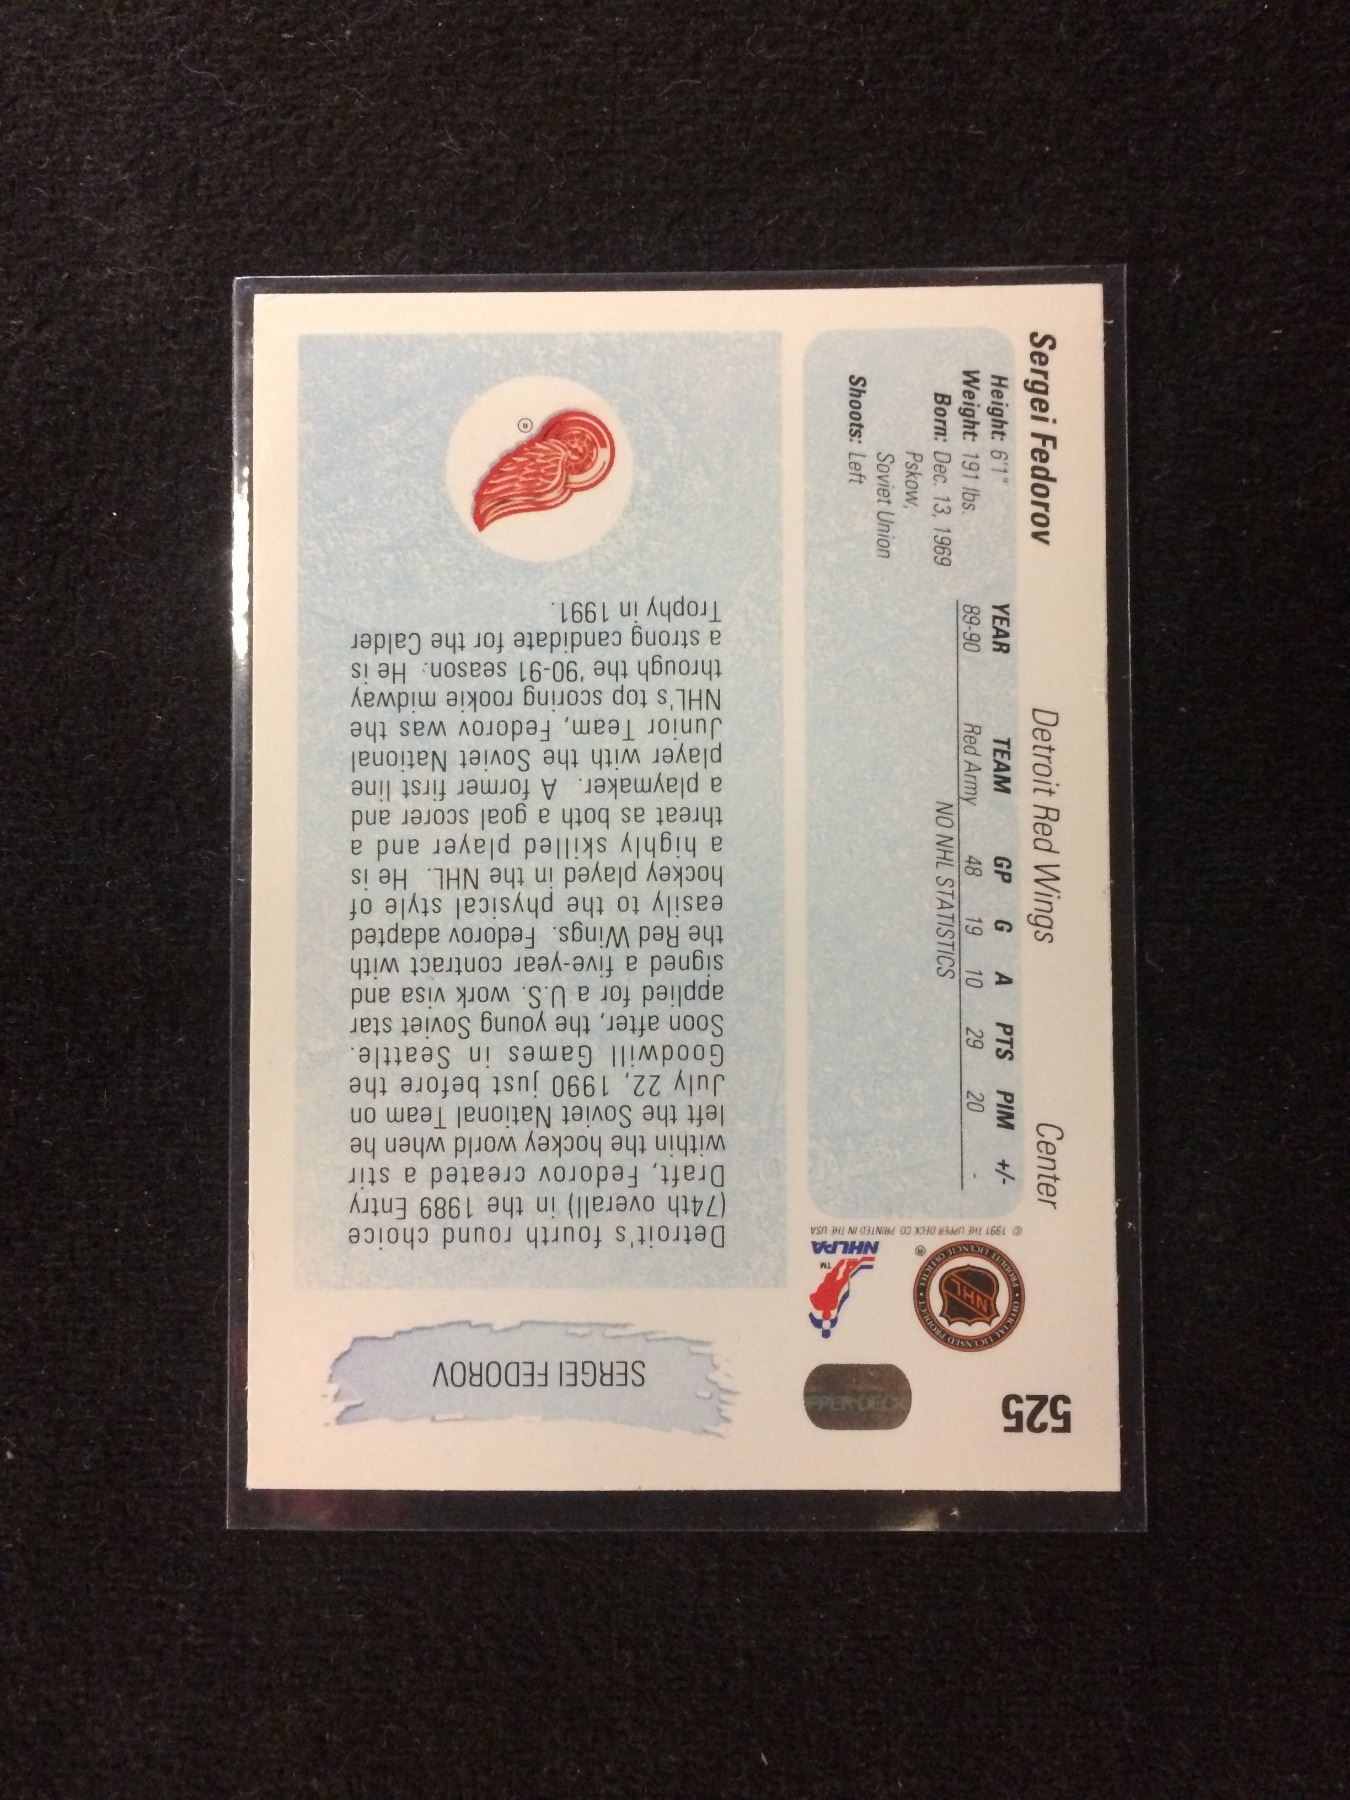 525
SERGEI FEDOROV
Detroit's fourth round choice
(74th overall) in the 1989 Entry
Draft, Fedorov created a stir
within the hockey world when he
left the Soviet National Team on
July 22, 1990 just before the
Goodwill Games in Seattle.
Soon after, the young Soviet star
applied for a U.S. work visa and
signed a five-year contract with
the Red Wings. Fedorov adapted
easily to the physical style of
hockey played in the NHL. He is
a highly skilled player and a
threat as both a goal scorer and
a playmaker. A former first line
player with the Soviet National
Junior Team, Fedorov was the
NHL's top scoring rookie midway
through the '90-91 season. He is
a strong candidate for the Calder
Trophy in 1991.
®
Sergei Fedorov Detroit Red Wings Center
Height: 6'1"
Weight: 191 lbs.
Born: Dec. 13, 1969
Pskow,
Soviet Union
Shoots: Left
YEAR TEAM GP G A PTS PIM +/-
89-90 Red Army 48 19 10 29 20 -
NO NHL STATISTICS
© 1991 THE UPPER DECK CO. PRINTED IN THE USA
NHLPA
TM
NHL
OFFICIAL LICENSED PRODUCT •
®
UPPER DECK